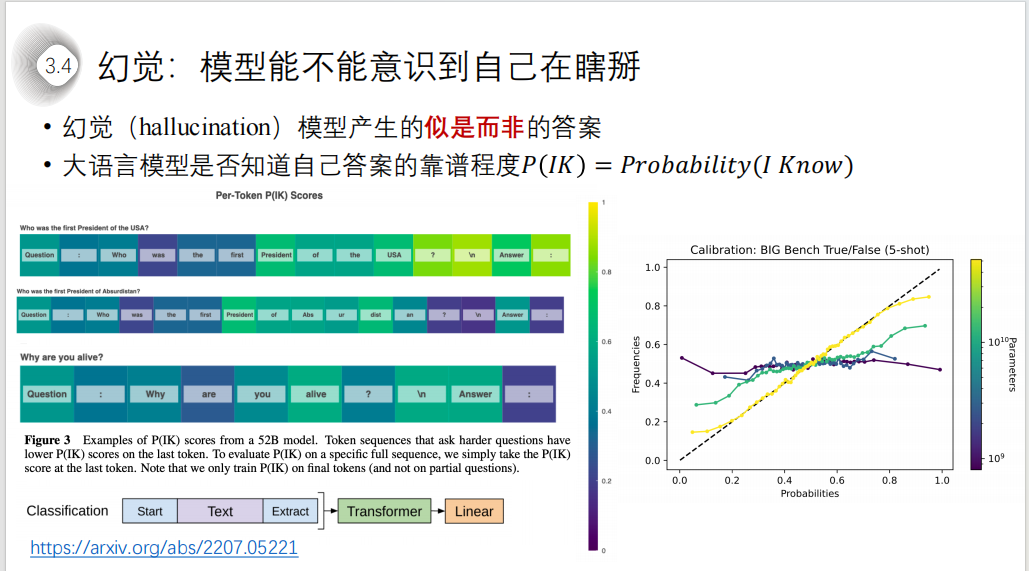 3.4
幻觉：模型能不能意识到自己在瞎掰
• 幻觉（hallucination）模型产生的似是而非的答案
• 大语言模型是否知道自己答案的靠谱程度P(IK) = Probability(I Know)
Per-Token P(IK) Scores
Who was the first President of the USA?
Question : Who was the first President of the USA ? \n Answer :
Who was the first President of Absurdistan?
Question : Who was the first President of Abs ur dist an ? \n Answer :
Why are you alive?
Question : Why are you alive ? \n Answer :
1
0.8
0.6
0.4
0.2
0
Figure 3 Examples of P(IK) scores from a 52B model. Token sequences that ask harder questions have
lower P(IK) scores on the last token. To evaluate P(IK) on a specific full sequence, we simply take the P(IK)
score at the last token. Note that we only train P(IK) on final tokens (and not on partial questions).
Classification Start Text Extract Transformer Linear
https://arxiv.org/abs/2207.05221
Calibration: BIG Bench True/False (5-shot)
Frequencies
1.0
0.8
0.6
0.4
0.2
0.0
0.0 0.2 0.4 0.6 0.8 1.0
Probabilities
10¹⁰
10⁹
Parameters